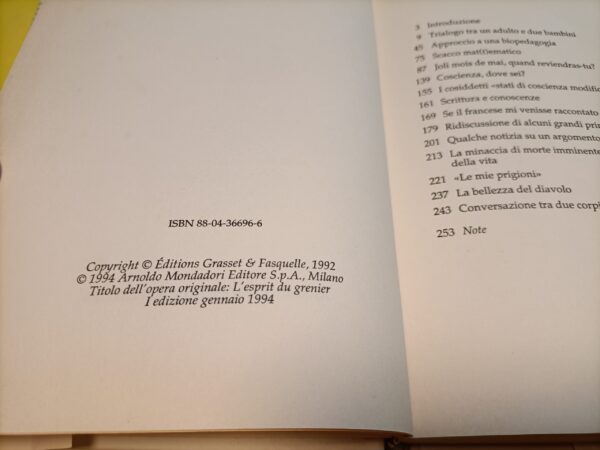 ISBN 88-04-36696-6
Copyright © Éditions Grasset & Fasquelle, 1992
© 1994 Arnoldo Mondadori Editore S.p.A., Milano
Titolo dell'opera originale: L'esprit du grenier
I edizione gennaio 1994
3 Introduzione
9 Trialogo tra un adulto e due bambini
45 Approccio a una biopedagogia
75 Scacco mat(t)ematico
87 Joli mois de mai, quand reviendras-tu?
139 Coscienza, dove sei?
155 I cosiddetti «stati di coscienza modific
161 Scrittura e conoscenze
169 Se il francese mi venisse raccontato
179 Ridiscussione di alcuni grandi prin
201 Qualche notizia su un argomento
213 La minaccia di morte imminente
della vita
221 «Le mie prigioni»
237 La bellezza del diavolo
243 Conversazione tra due corpi
253 Note